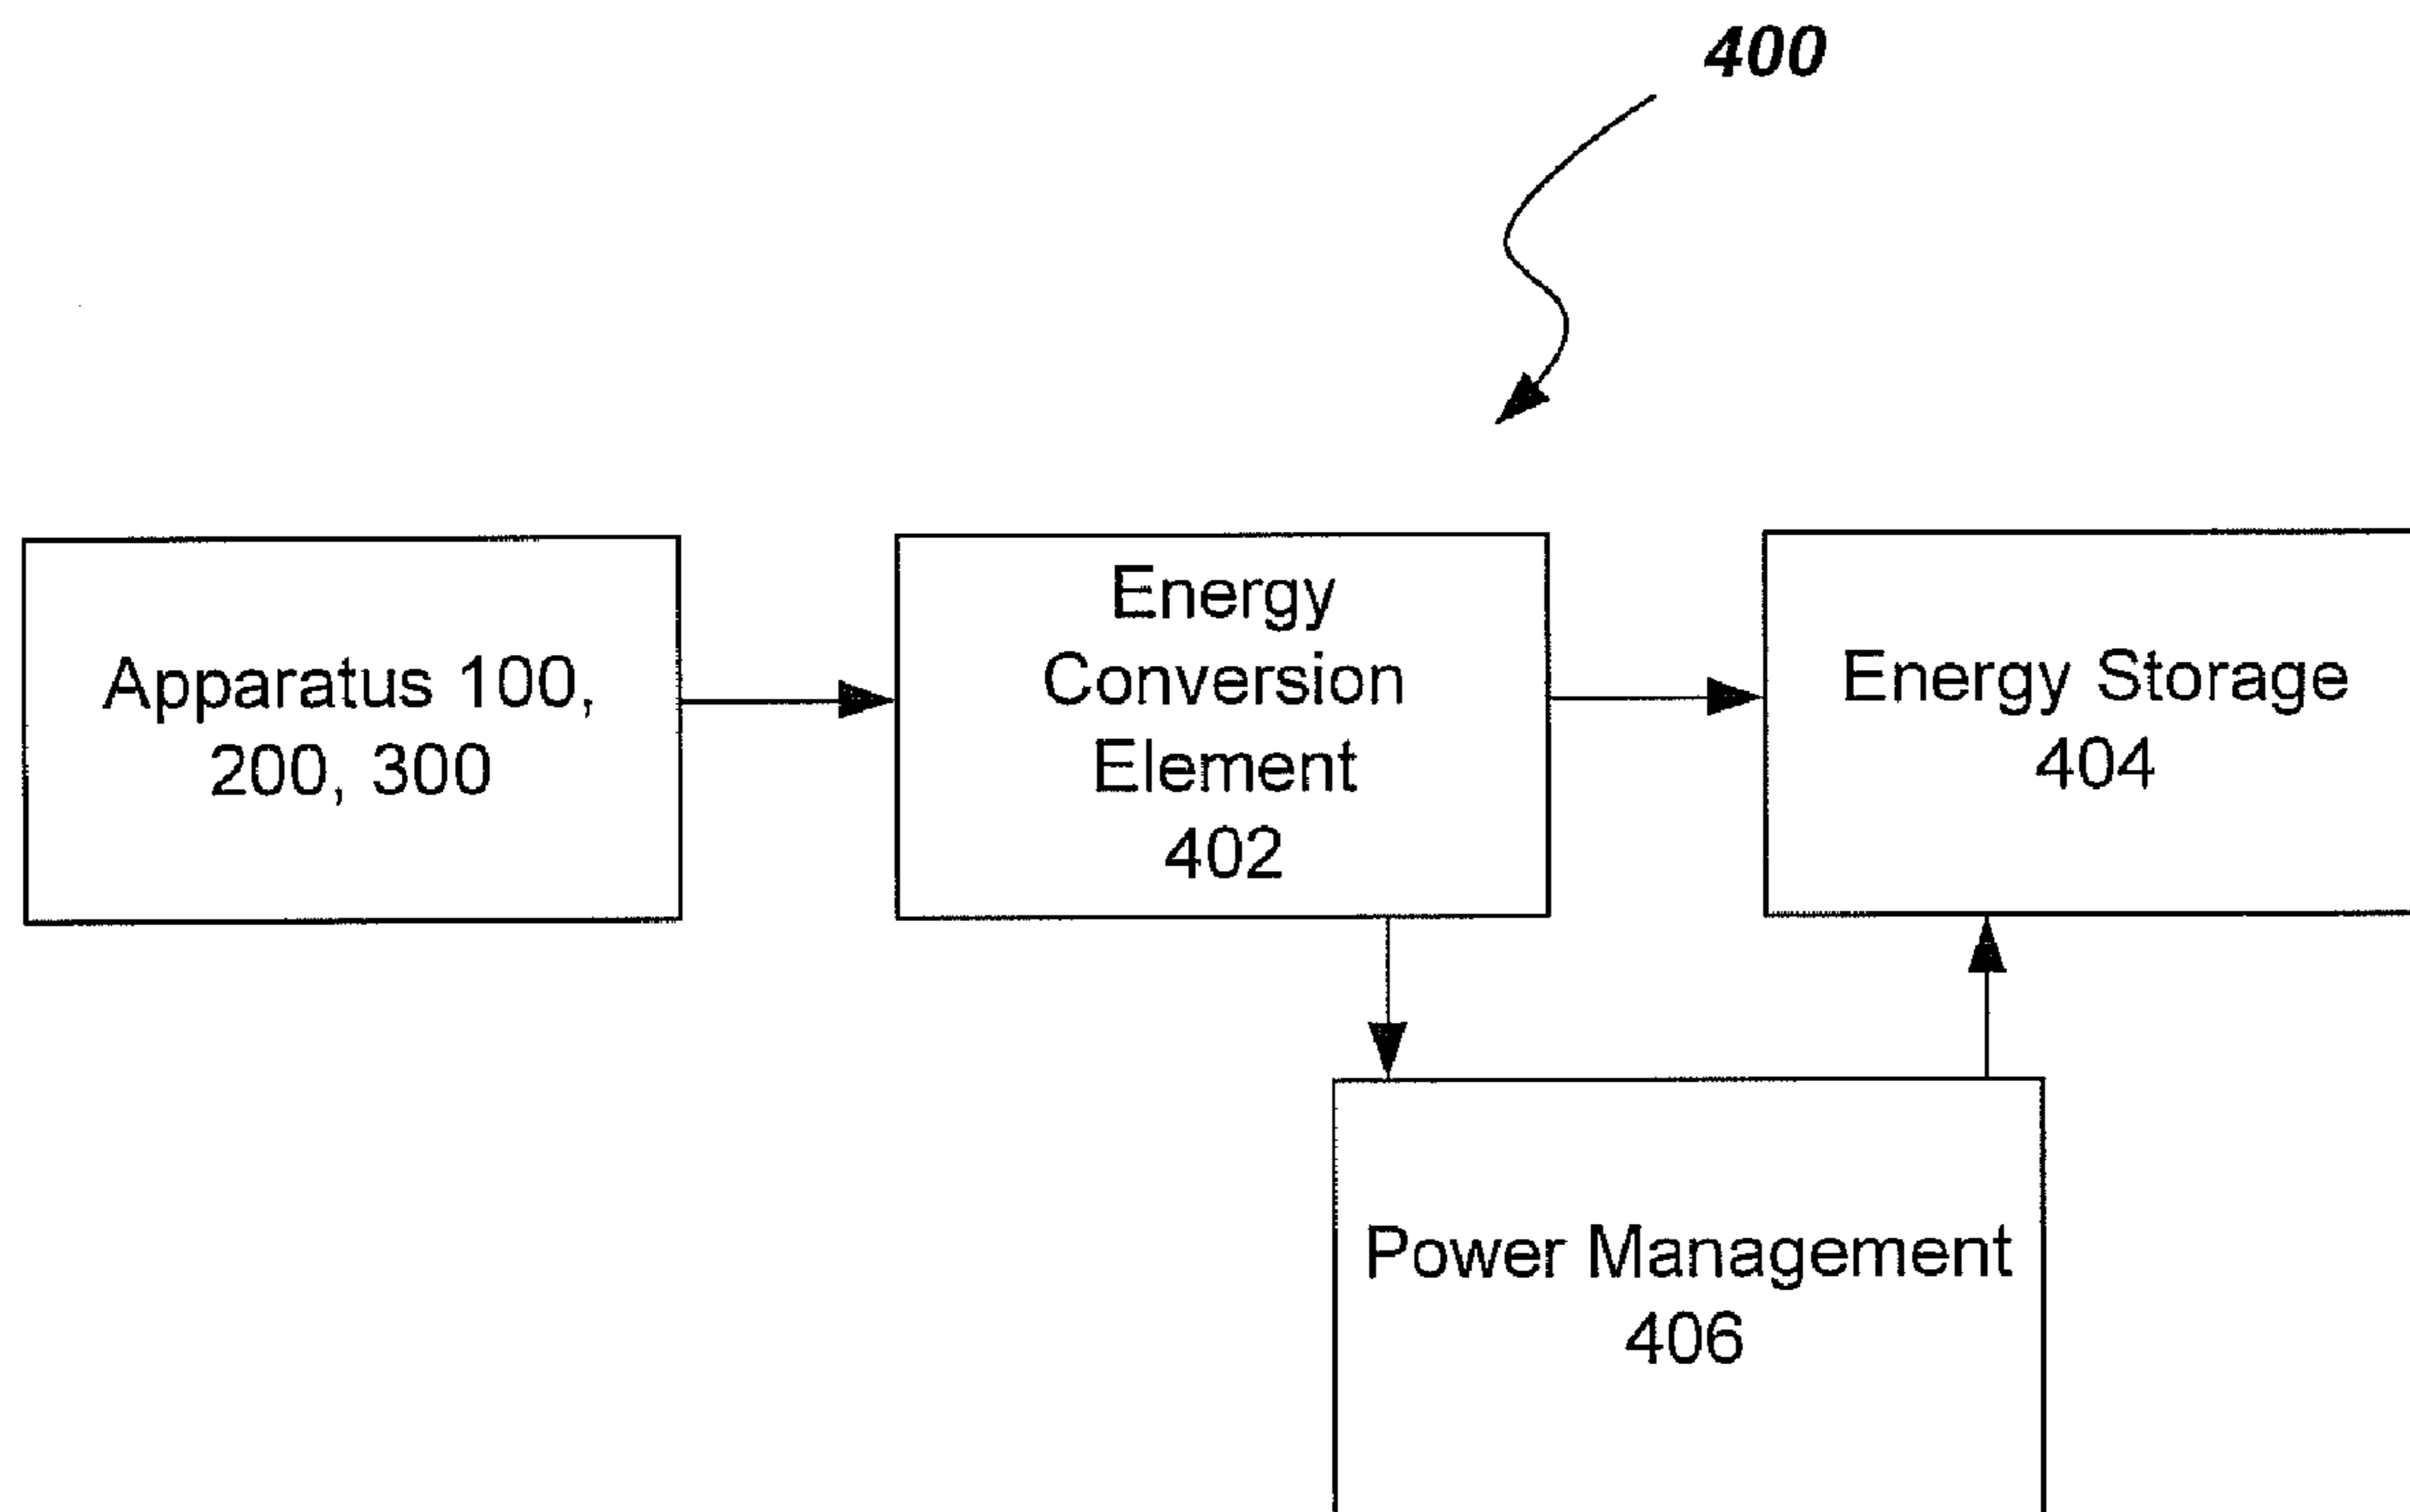 400
Apparatus 100,
200, 300
Energy
Conversion
Element
402
Energy Storage
404
Power Management
406